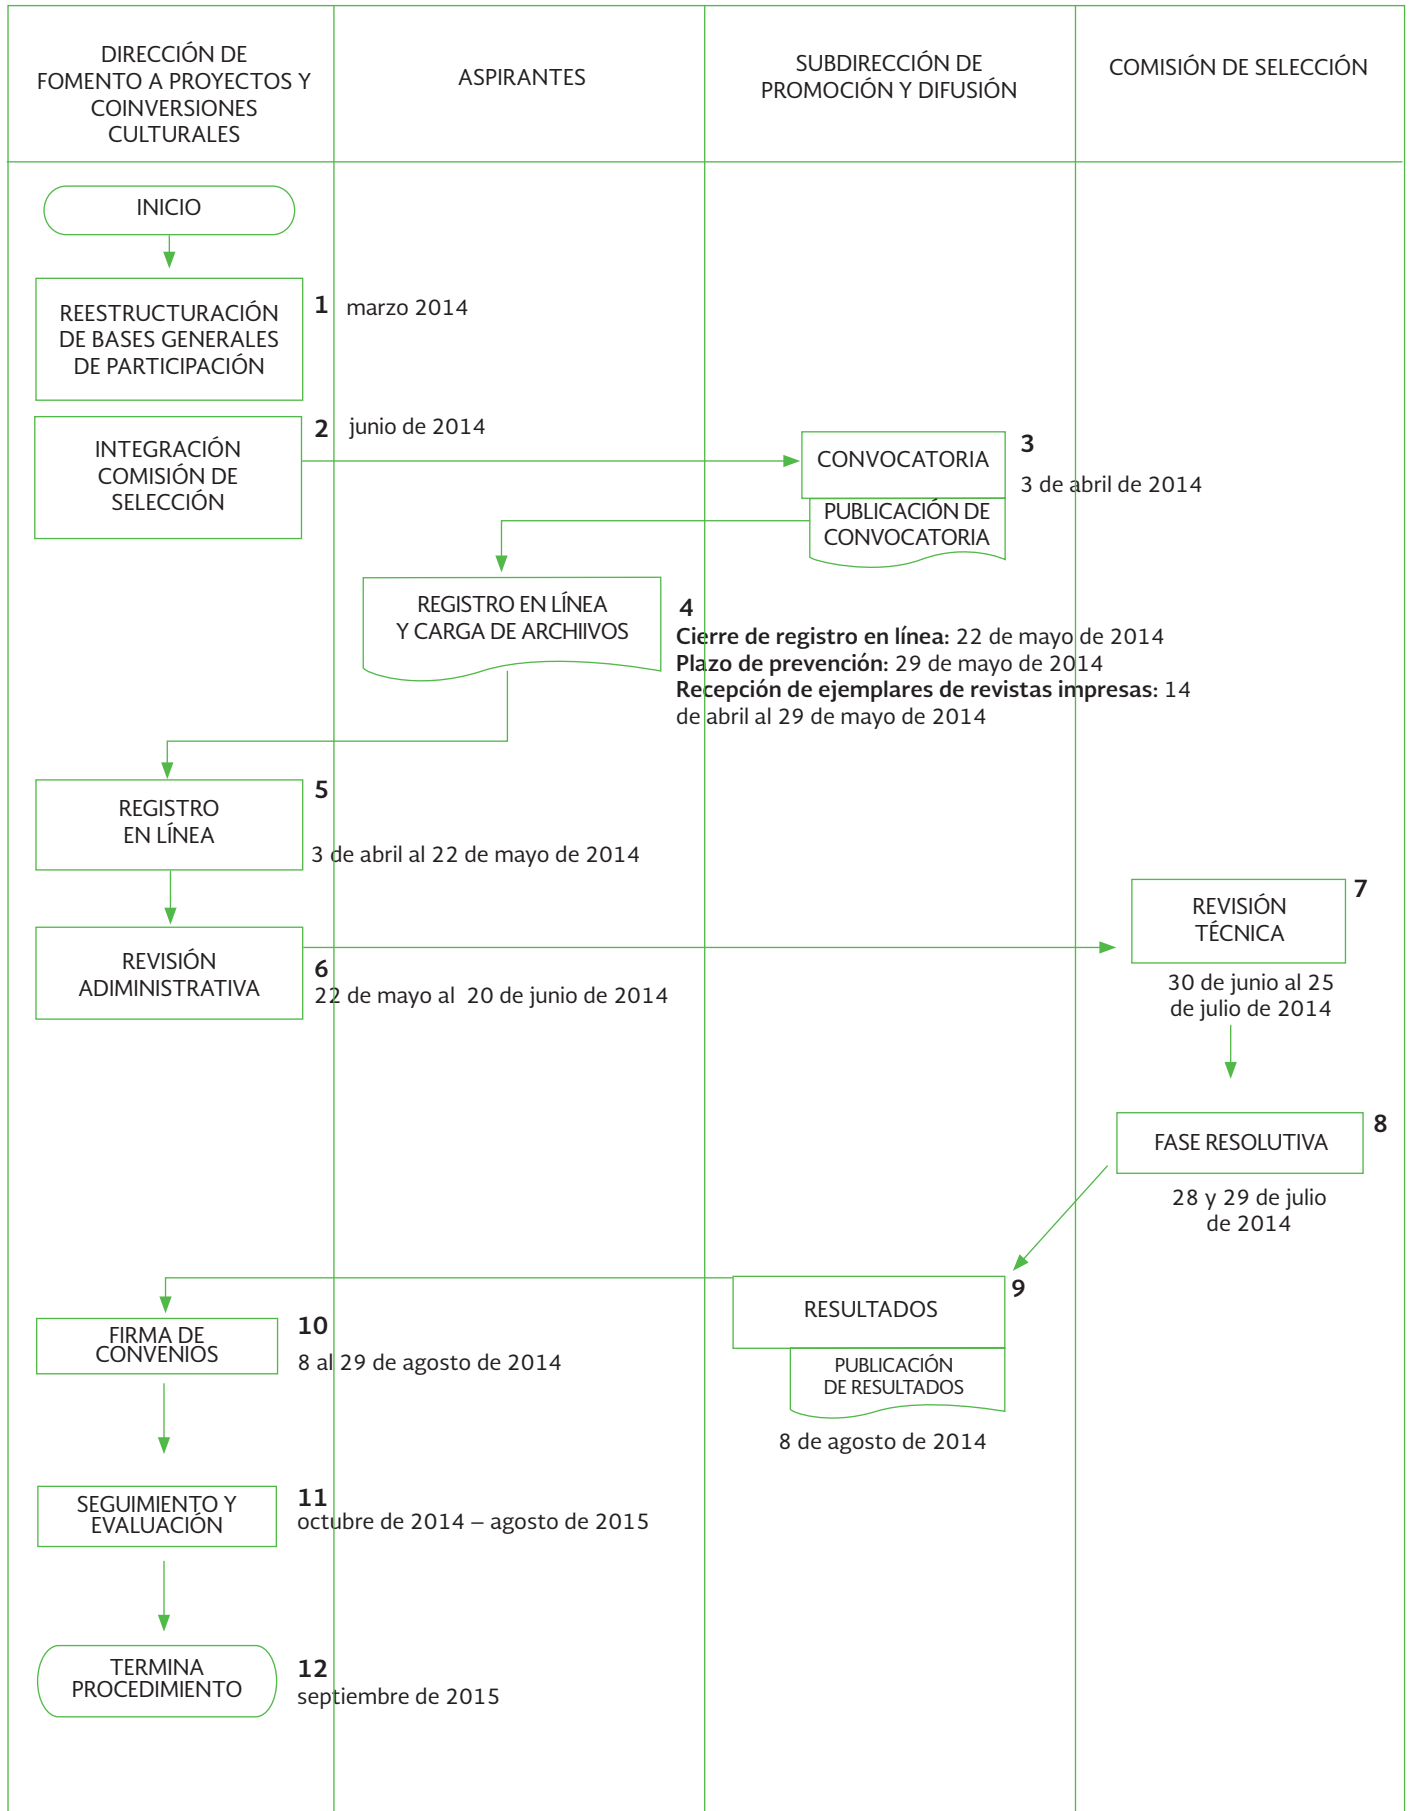 DIRECCIÓN DE
FOMENTO A PROYECTOS Y
COINVERSIONES
CULTURALES
ASPIRANTES
SUBDIRECCIÓN DE
PROMOCIÓN Y DIFUSIÓN
COMISIÓN DE SELECCIÓN
INICIO
REESTRUCTURACIÓN
DE BASES GENERALES
DE PARTICIPACIÓN
1 marzo 2014
INTEGRACIÓN
COMISIÓN DE
SELECCIÓN
2 junio de 2014
CONVOCATORIA
3
3 de abril de 2014
PUBLICACIÓN DE
CONVOCATORIA
REGISTRO EN LÍNEA
Y CARGA DE ARCHIIVOS
4
Cierre de registro en línea: 22 de mayo de 2014
Plazo de prevención: 29 de mayo de 2014
Recepción de ejemplares de revistas impresas: 14
de abril al 29 de mayo de 2014
REGISTRO
EN LÍNEA
5
3 de abril al 22 de mayo de 2014
REVISIÓN
ADIMINISTRATIVA
6
22 de mayo al 20 de junio de 2014
REVISIÓN
TÉCNICA
7
30 de junio al 25
de julio de 2014
FASE RESOLUTIVA
8
28 y 29 de julio
de 2014
RESULTADOS
9
PUBLICACIÓN
DE RESULTADOS
8 de agosto de 2014
FIRMA DE
CONVENIOS
10
8 al 29 de agosto de 2014
SEGUIMIENTO Y
EVALUACIÓN
11
octubre de 2014 – agosto de 2015
TERMINA
PROCEDIMIENTO
12
septiembre de 2015